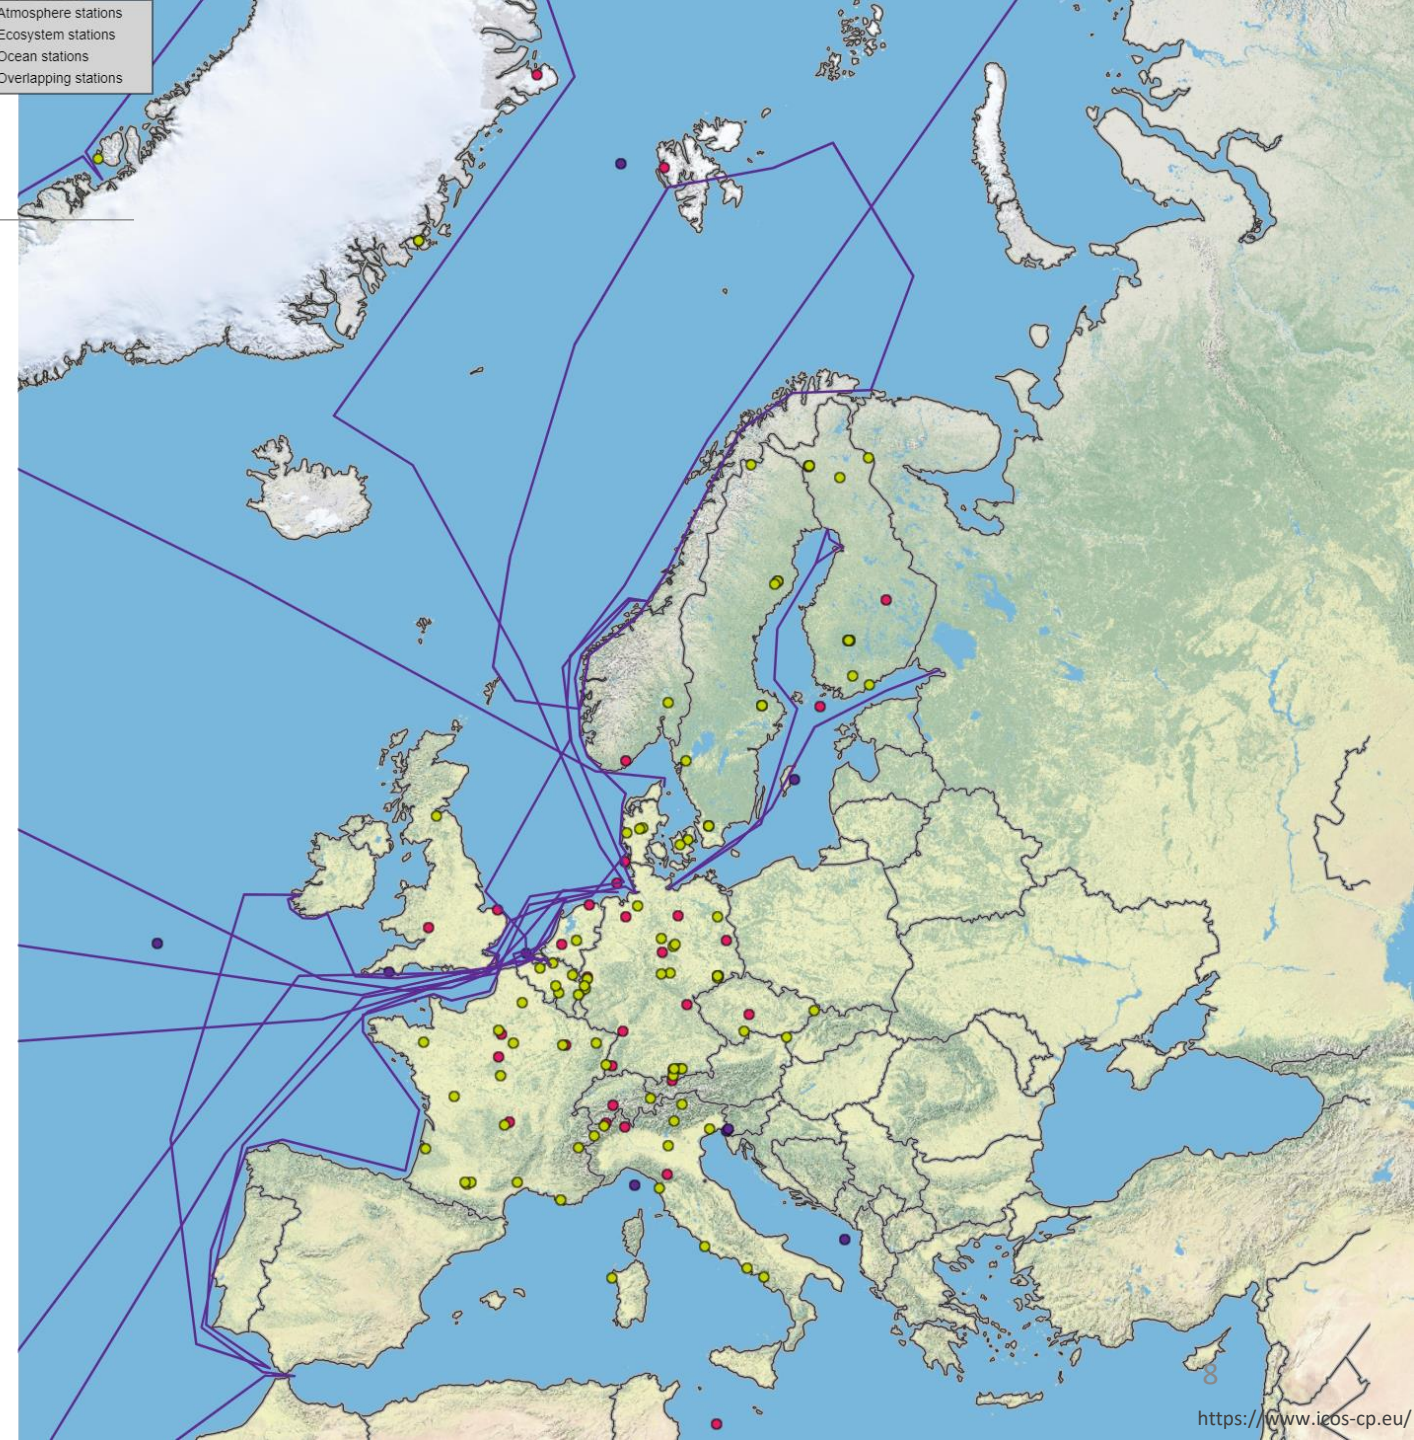 Atmosphere stations
Ecosystem stations
Ocean stations
Overlapping stations
8
https://www.icos-cp.eu/